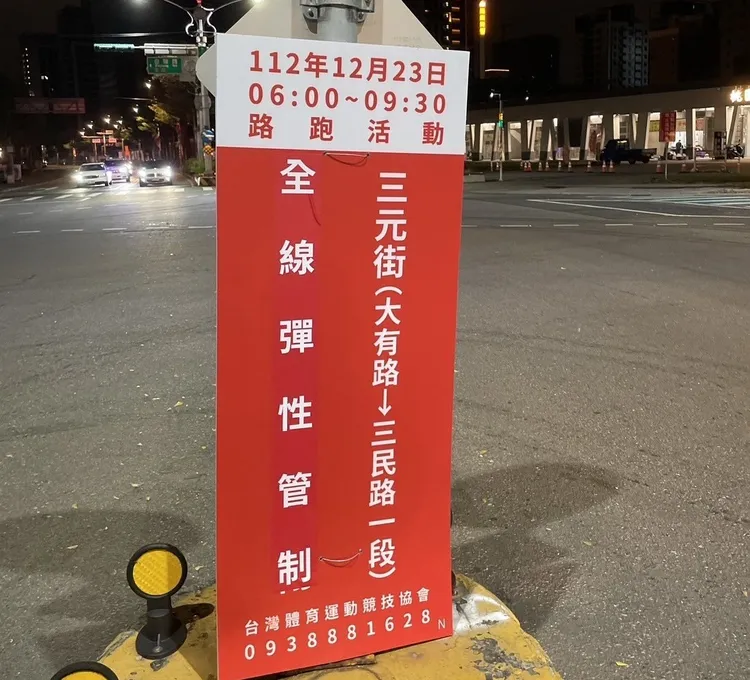 112年12月23日
06:00~09:30
路跑活動
三元街(大有路→三民路一段)
全線彈性管制
台灣體育運動競技協會
0938881628 N